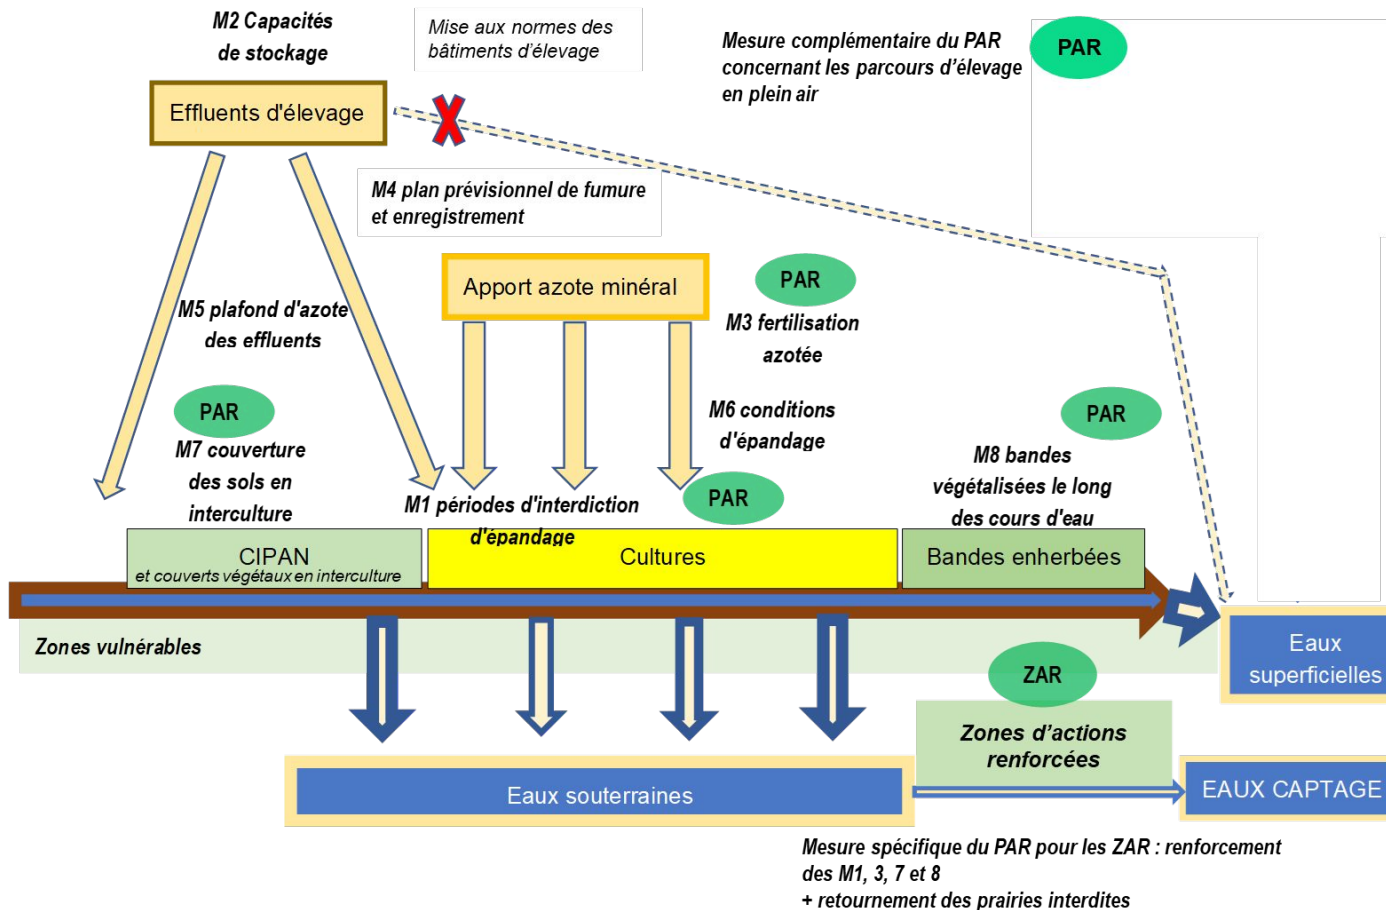 M2 Capacités
de stockage
Mise aux normes des
bâtiments d'élevage
Mesure complémentaire du PAR
concernant les parcours d'élevage
en plein air
PAR
Effluents d'élevage
M4 plan prévisionnel de fumure
et enregistrement
Apport azote minéral
PAR
M3 fertilisation
azotée
M5 plafond d'azote
des effluents
PAR
M7 couverture
des sols en
interculture
M6 conditions
d'épandage
PAR
M1 périodes d'interdiction
d'épandage
PAR
M8 bandes
végétalisées le long
des cours d'eau
CIPAN
et couverts végétaux en interculture
Cultures
Bandes enherbées
Zones vulnérables
Eaux
superficielles
ZAR
Zones d’actions
renforcées
Eaux souterraines
EAUX CAPTAGE
Mesure spécifique du PAR pour les ZAR : renforcement
des M1, 3, 7 et 8
+ retournement des prairies interdites